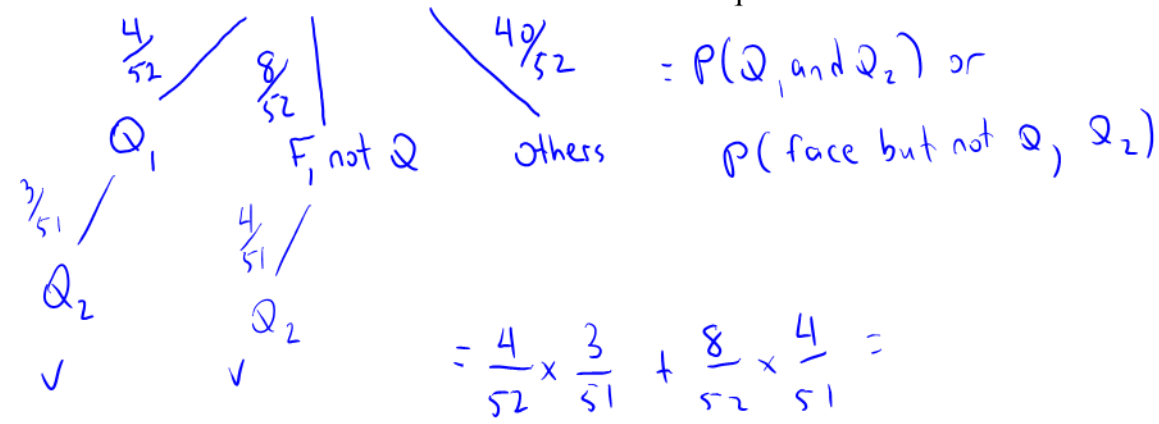 4/52 8/52 40/52 = P(Q₁ and Q₂) or
Q₁ F₁ not Q Others P( face but not Q, Q₂)
3/51 4/51
Q₂ Q₂
✓ ✓ = 4/52 × 3/51 + 8/52 × 4/51 =